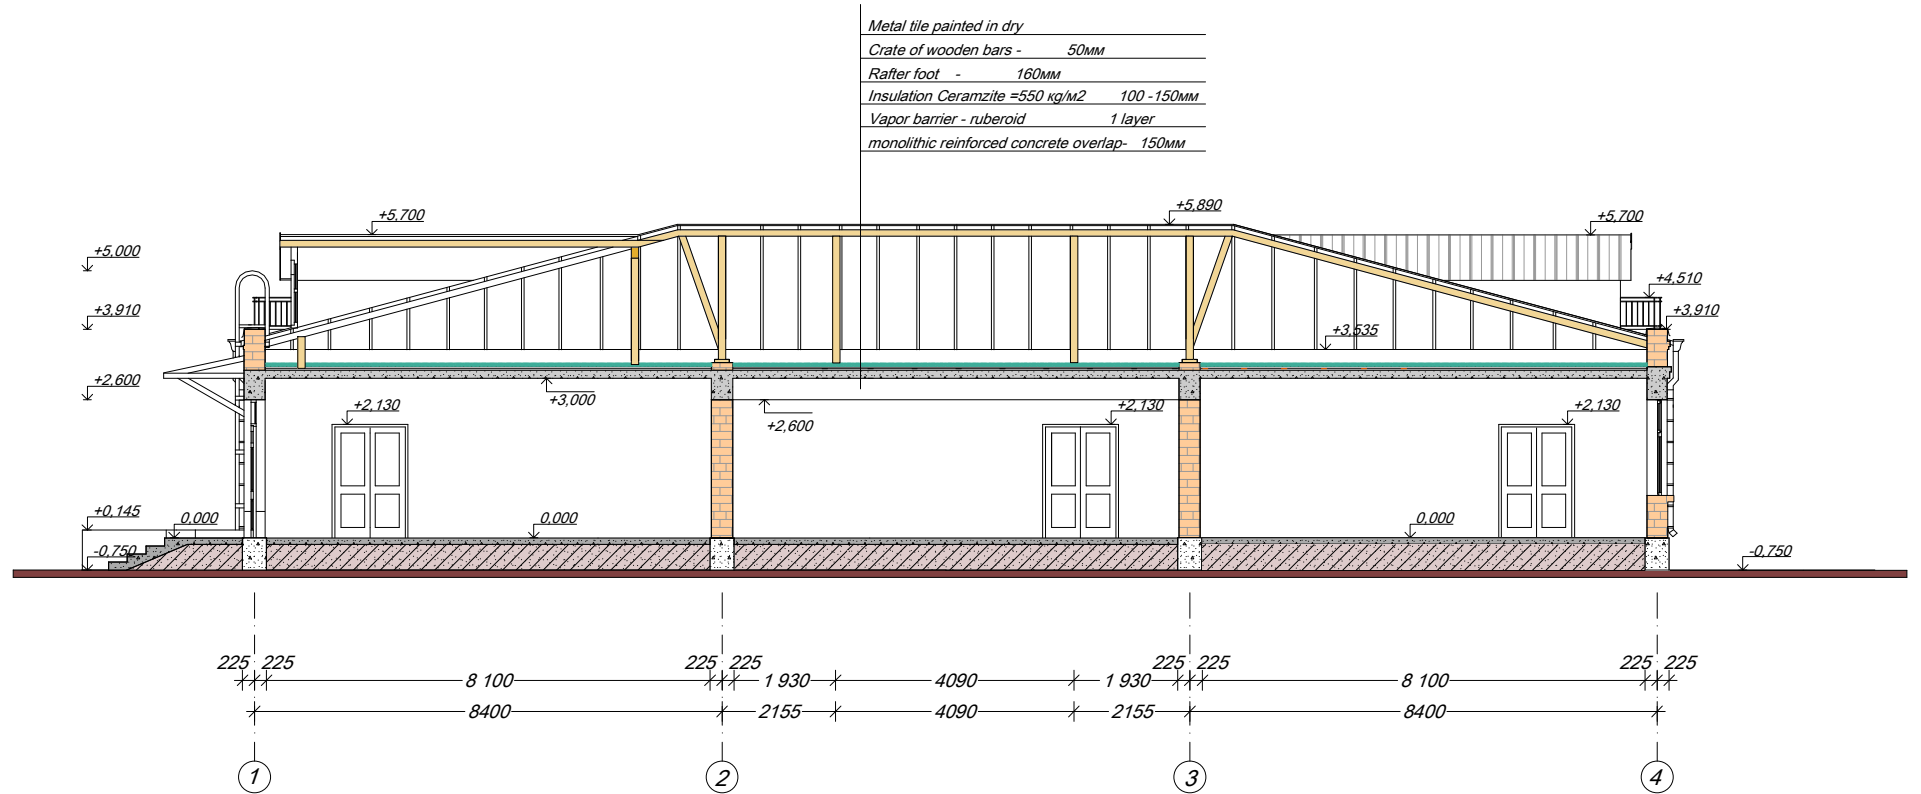 Metal tile painted in dry
Crate of wooden bars - 50мм
Rafter foot - 160мм
Insulation Ceramzite =550 кg/м2 100 -150мм
Vapor barrier - ruberoid 1 layer
monolithic reinforced concrete overlap- 150мм
+5,700 +5,890 +5,700
+5,000
+4,510
+3,910 +3,910
+3,535
+2,600 +3,000
+2,130 +2,600 +2,130 +2,130
+0,145 0,000 0,000 0,000
-0,750 -0,750
225 225 225 225 225 225 225 225
8 100 1 930 4090 1 930 8 100
8400 2155 4090 2155 8400
1 2 3 4